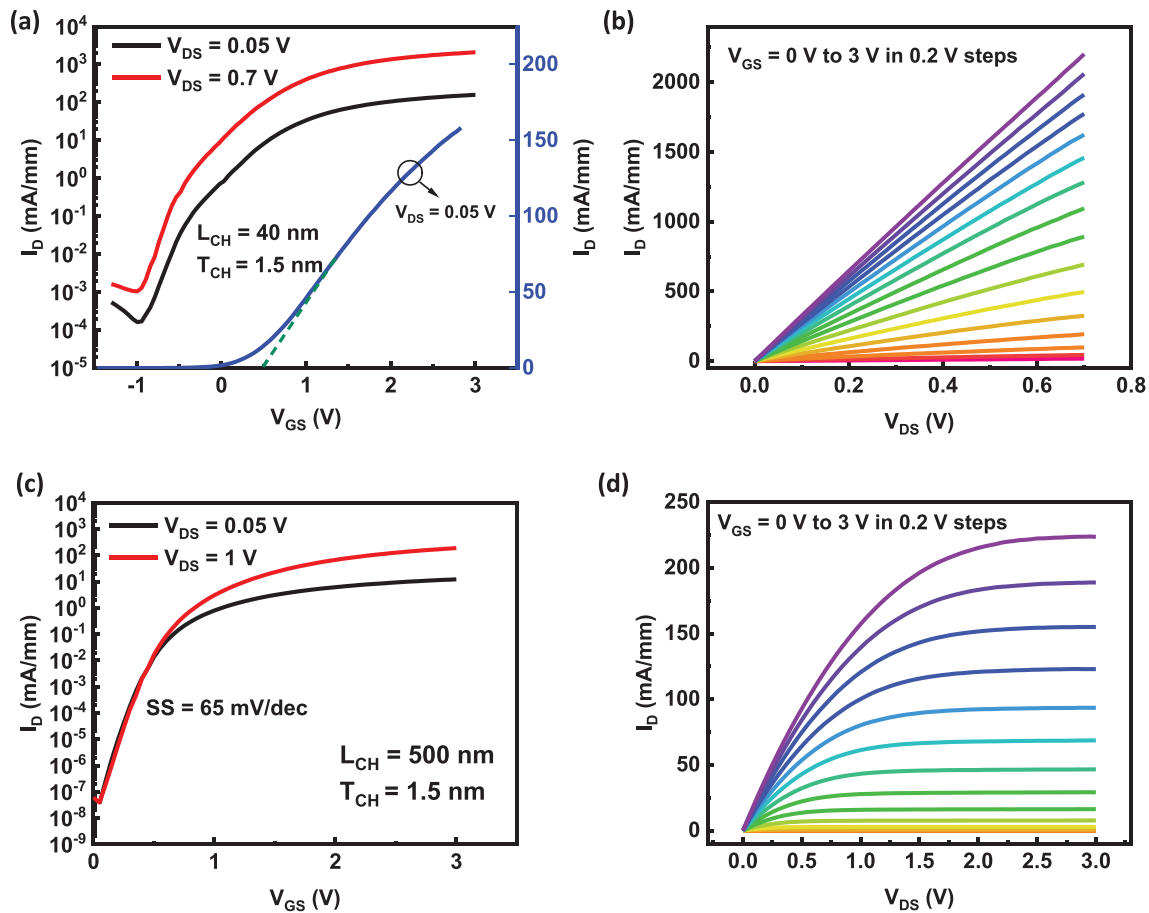 (a)
V_DS = 0.05 V
V_DS = 0.7 V
10^4
10^3
10^2
10^1
10^0
10^-1
10^-2
10^-3
10^-4
10^-5
I_D (mA/mm)
-1
0
1
2
3
V_GS (V)
200
150
100
50
0
I_D (mA/mm)
V_DS = 0.05 V
L_CH = 40 nm
T_CH = 1.5 nm
(b)
V_GS = 0 V to 3 V in 0.2 V steps
2000
1500
1000
500
0
I_D (mA/mm)
0.0
0.2
0.4
0.6
0.8
V_DS (V)
(c)
V_DS = 0.05 V
V_DS = 1 V
10^4
10^3
10^2
10^1
10^0
10^-1
10^-2
10^-3
10^-4
10^-5
10^-6
10^-7
10^-8
10^-9
I_D (mA/mm)
SS = 65 mV/dec
L_CH = 500 nm
T_CH = 1.5 nm
0
1
2
3
V_GS (V)
(d)
V_GS = 0 V to 3 V in 0.2 V steps
250
200
150
100
50
0
I_D (mA/mm)
0.0
0.5
1.0
1.5
2.0
2.5
3.0
V_DS (V)